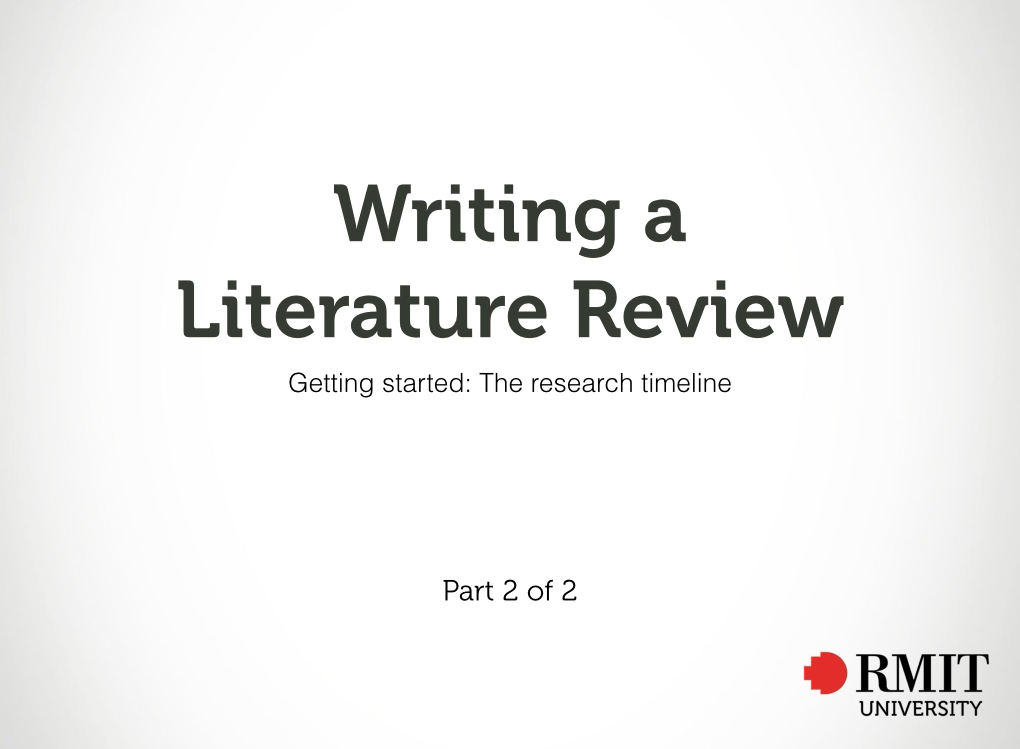 Writing a
Literature Review
Getting started: The research timeline
Part 2 of 2
RMIT
UNIVERSITY